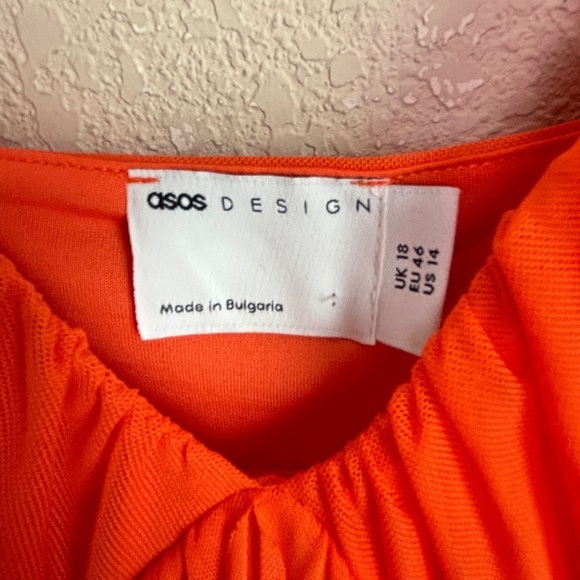 asos DESIGN
Made in Bulgaria
UK 18
EU 46
US 14